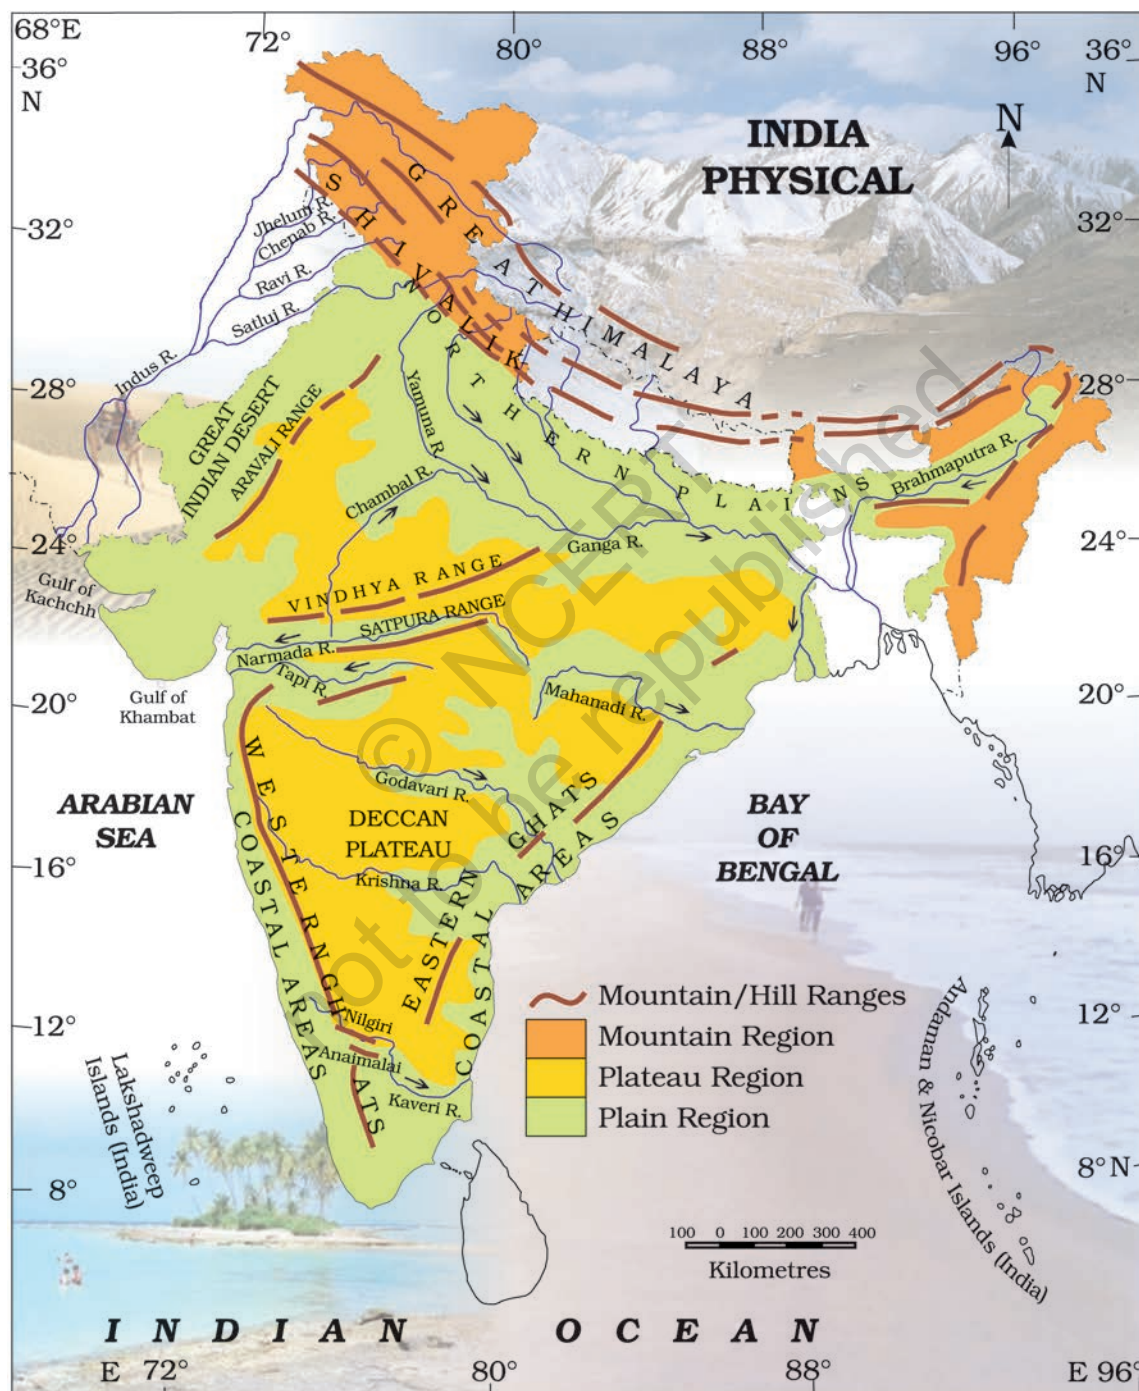 68°E
72°
80°
88°
96°
36°
N
36°
N
N
INDIA
PHYSICAL
GREAT HIMALAYA
SHIVALIK
Jhelum R.
Chenab R.
Ravi R.
Satluj R.
Indus R.
32°
32°
28°
28°
NORTHERN PLAINS
GREAT
INDIAN DESERT
ARAVALI RANGE
Yamuna R.
Chambal R.
Ganga R.
Brahmaputra R.
24°
24°
Gulf of
Kachchh
VINDHYA RANGE
SATPURA RANGE
Narmada R.
Tapi R.
Gulf of
Khambat
Mahanadi R.
20°
20°
© NCERT
not to be republished
Godavari R.
ARABIAN
SEA
DECCAN
PLATEAU
BAY
OF
BENGAL
WESTERN GHATS
COASTAL AREAS
EASTERN GHATS
COASTAL AREAS
Krishna R.
16°
16°
Nilgiri
Anaimalai
Kaveri R.
12°
12°
Mountain/Hill Ranges
Mountain Region
Plateau Region
Plain Region
Lakshadweep
Islands (India)
Andaman & Nicobar Islands (India)
8°
8° N
100 0 100 200 300 400
Kilometres
INDIAN OCEAN
E 72°
80°
88°
E 96°